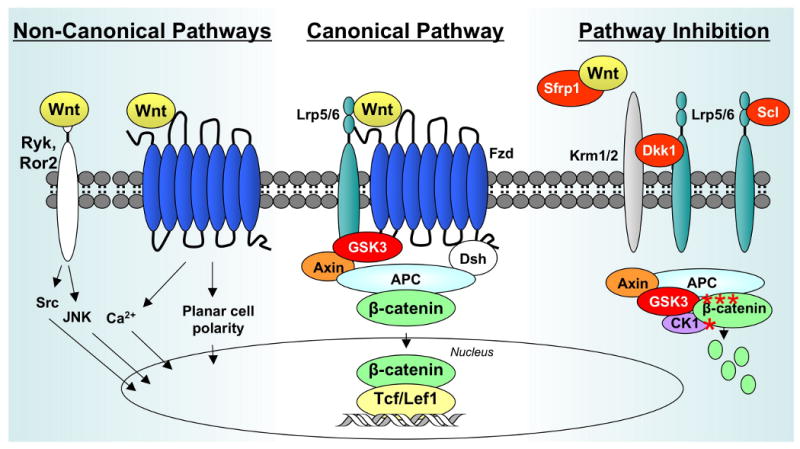 Non-Canonical Pathways
Canonical Pathway
Pathway Inhibition
Wnt
Ryk,
Ror2
Wnt
Src
JNK
Ca²⁺
Planar cell
polarity
Lrp5/6
Wnt
Fzd
GSK3
Axin
Dsh
APC
β-catenin
Nucleus
β-catenin
Tcf/Lef1
Sfrp1
Wnt
Krm1/2
Dkk1
Lrp5/6
Scl
Axin
APC
GSK3
***
β-catenin
CK1
*